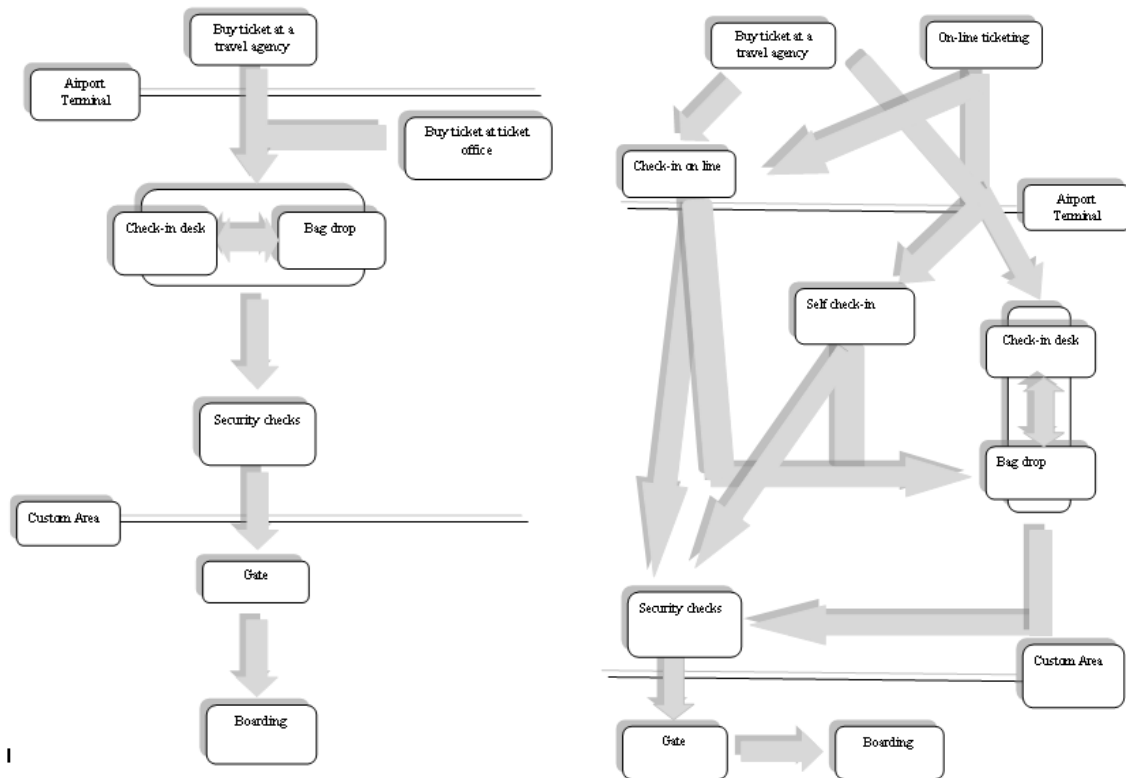 Buy ticket at a
travel agency
Airport
Terminal
Buy ticket at ticket
office
Check-in desk
Bag drop
Security checks
Custom Area
Gate
Boarding
I
Buy ticket at a
travel agency
On-line ticketing
Check-in on line
Airport
Terminal
Self check-in
Check-in desk
Bag drop
Security checks
Custom Area
Gate
Boarding